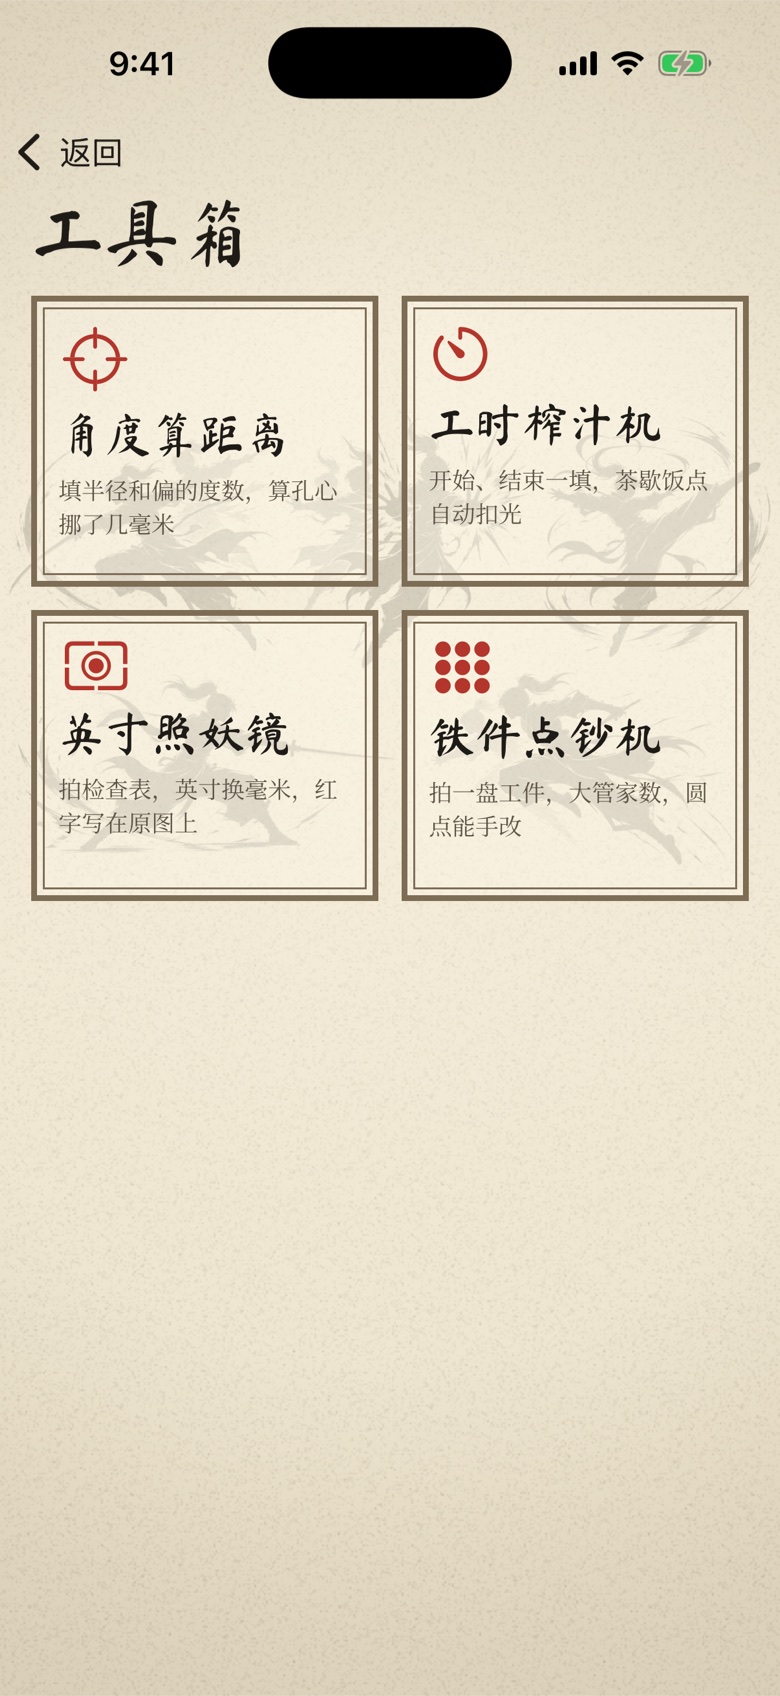 9:41
返回
工具箱
角度算距离
填半径和偏的度数，算孔心
挪了几毫米
工时榨汁机
开始、结束一填，茶歇饭点
自动扣光
英寸照妖镜
拍检查表，英寸换毫米，红
字写在原图上
铁件点钞机
拍一盘工件，大管家数，圆
点能手改